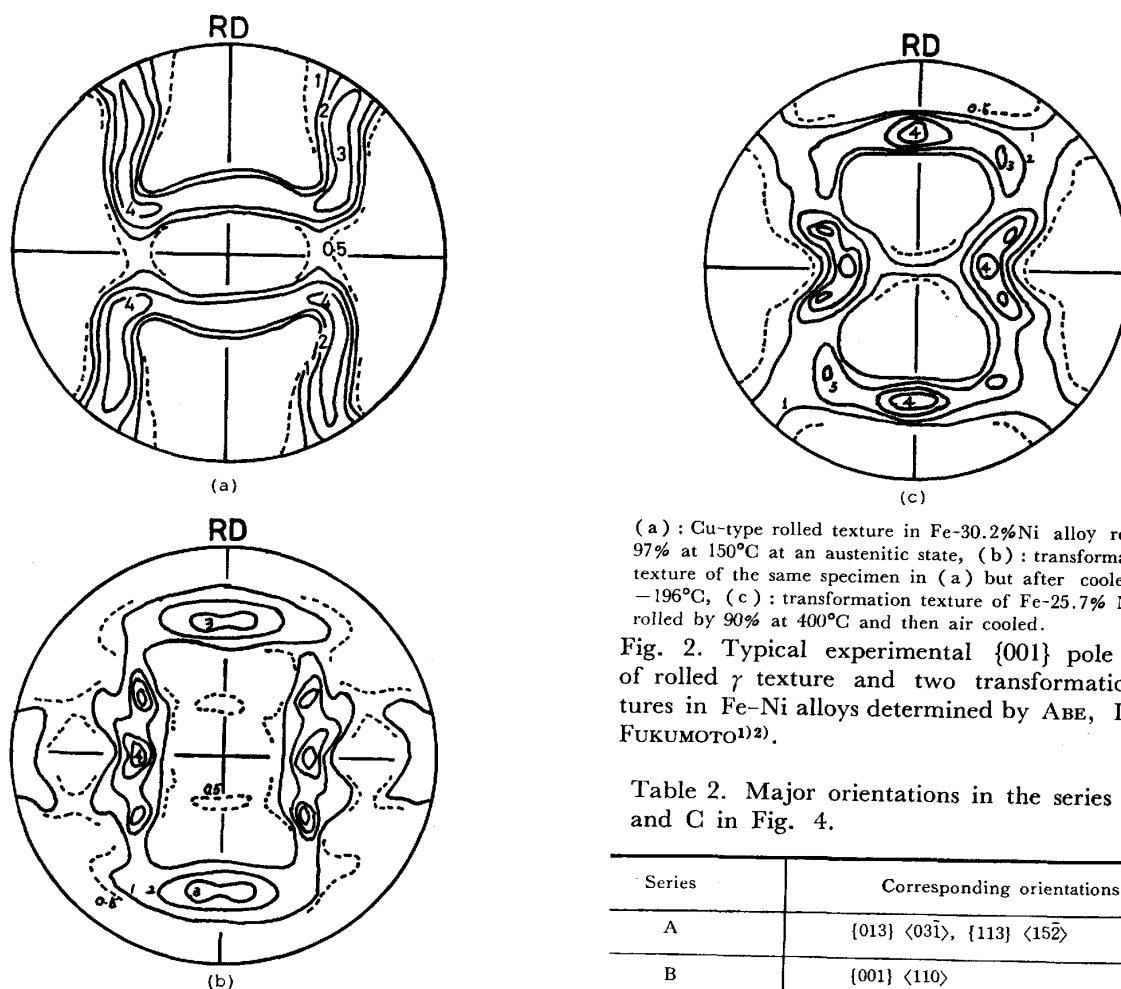 RD
1
2
3
4
0.5
4
4
2
1
(a)
RD
3
4
0.5
3
1 2
0.5
(b)
RD
0.5
1
4
3 2
4
3
4
1
(c)
(a) : Cu-type rolled texture in Fe-30.2%Ni alloy
97% at 150°C at an austenitic state, (b) :
texture of the same specimen in (a) but after
−196°C, (c) : transformation texture of Fe-25.7%
rolled by 90% at 400°C and then air cooled.
Fig. 2. Typical experimental {001} pole
of rolled γ texture and two
in Fe-Ni alloys determined by ABE,
FUKUMOTO¹⁾²⁾.
Table 2. Major orientations in the series
and C in Fig. 4.
Series Corresponding orientations
A {013} ⟨031̄⟩, {113} ⟨152̄⟩
B {001} ⟨110⟩